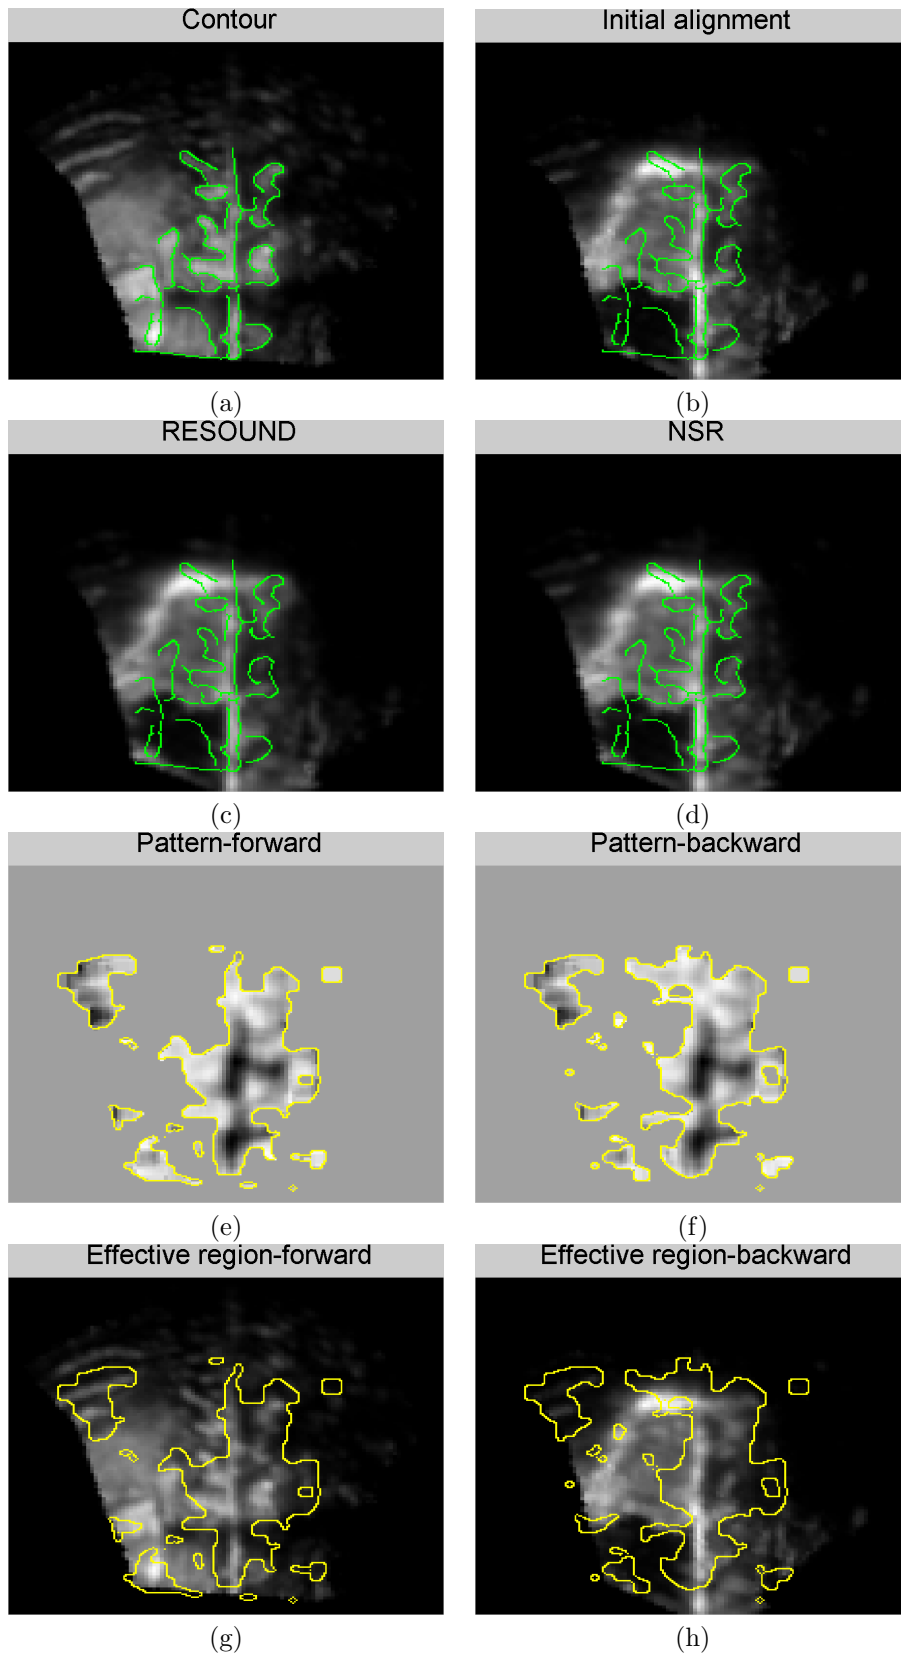 Contour
Initial alignment
(a)
(b)
RESOUND
NSR
(c)
(d)
Pattern-forward
Pattern-backward
(e)
(f)
Effective region-forward
Effective region-backward
(g)
(h)